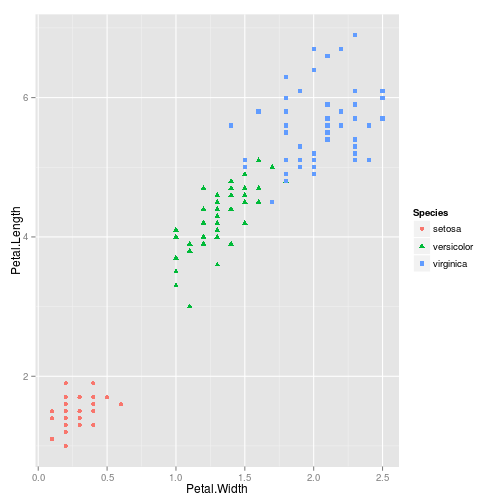 6
4
2
Petal.Length
0.0 0.5 1.0 1.5 2.0 2.5
Petal.Width
Species
setosa
versicolor
virginica